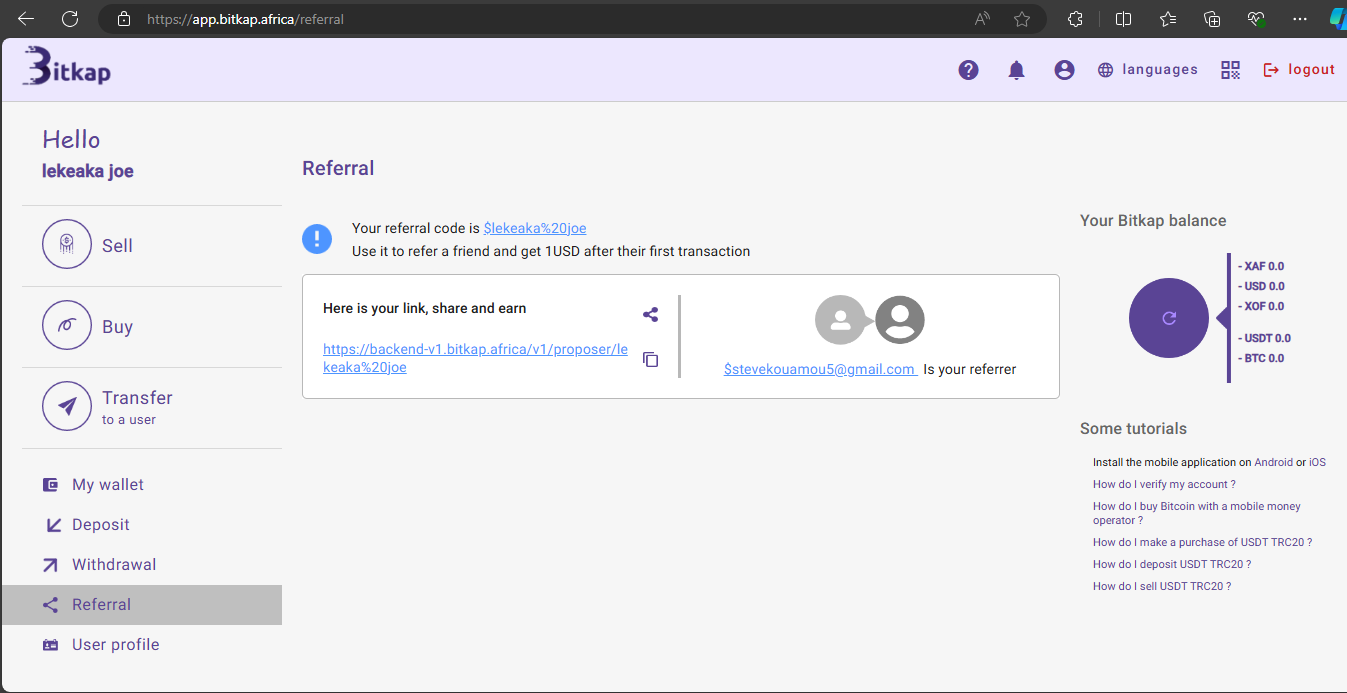 https://app.bitkap.africa/referral
Bitkap
languages
logout
Hello
lekeaka joe
Sell
Buy
Transfer
to a user
My wallet
Deposit
Withdrawal
Referral
User profile
Referral
Your referral code is $lekeaka%20joe
Use it to refer a friend and get 1USD after their first transaction
Here is your link, share and earn
https://backend-v1.bitkap.africa/v1/proposer/le
keaka%20joe
$stevekouamou5@gmail.com Is your referrer
Your Bitkap balance
- XAF 0.0
- USD 0.0
- XOF 0.0
- USDT 0.0
- BTC 0.0
Some tutorials
Install the mobile application on Android or iOS
How do I verify my account ?
How do I buy Bitcoin with a mobile money
operator ?
How do I make a purchase of USDT TRC20 ?
How do I deposit USDT TRC20 ?
How do I sell USDT TRC20 ?